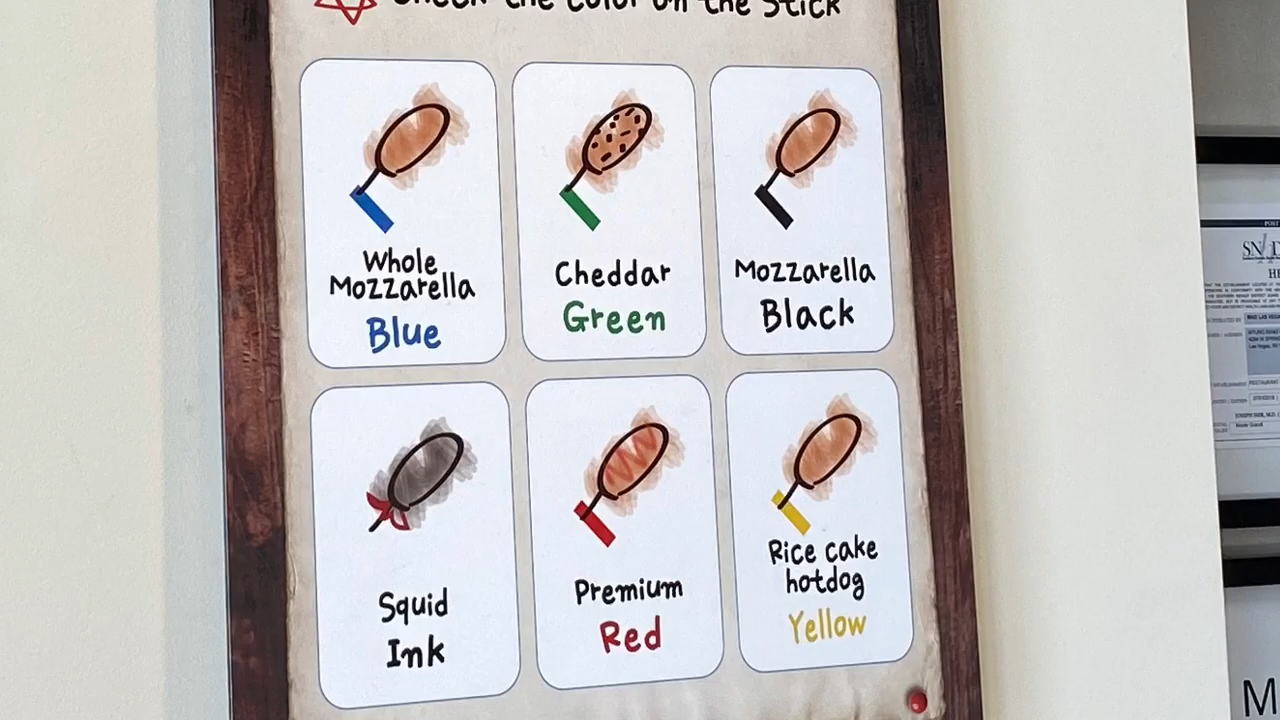 Check the color on the stick
Whole
Mozzarella
Blue
Cheddar
Green
Mozzarella
Black
Squid
Ink
Premium
Red
Rice cake
hotdog
Yellow
M